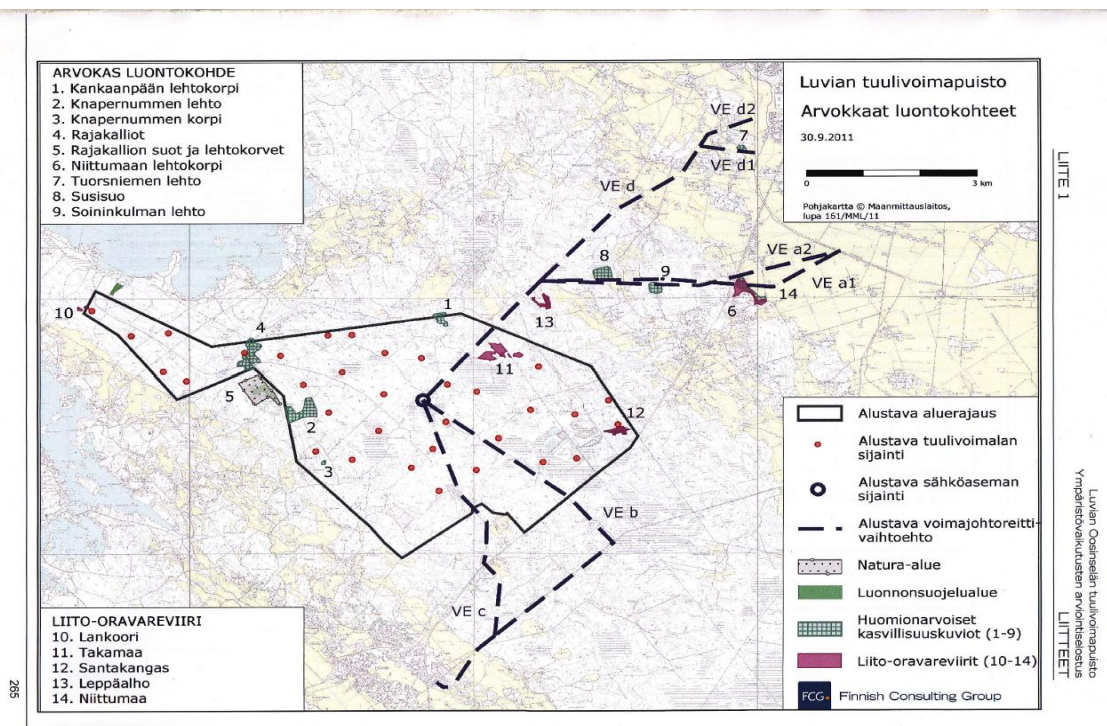 ARVOKAS LUONTOKOHDE
1. Kankaanpään lehtokorpi
2. Knapernummen lehto
3. Knapernummen korpi
4. Rajakalliot
5. Rajakallion suot ja lehtokorvet
6. Niittumaan lehtokorpi
7. Tuorsniemen lehto
8. Susisuo
9. Soininkulman lehto
Luvian tuulivoimapuisto
Arvokkaat luontokohteet
30.9.2011
0 3 km
Pohjakartta © Maanmittauslaitos,
lupa 161/MML/11
VE d2
7
VE d1
VE d
VE a2
8
9
VE a1
14
6
13
10
1
4
11
5
2
12
3
VE b
VE c
Alustava aluerajaus
Alustava tuulivoimalan
sijainti
Alustava sähköaseman
sijainti
Alustava voimajohtoreitti-
vaihtoehto
Natura-alue
Luonnonsuojelualue
Huomionarvoiset
kasvillisuuskuviot (1-9)
Liito-oravareviirit (10-14)
FCG Finnish Consulting Group
LIITO-ORAVAREVIIRI
10. Lankoori
11. Takamaa
12. Santakangas
13. Leppäalho
14. Niittumaa
LIITE 1
Luvian Oosinselän tuulivoimapuisto
Ympäristövaikutusten arviointiselostus
LIITTEET
265